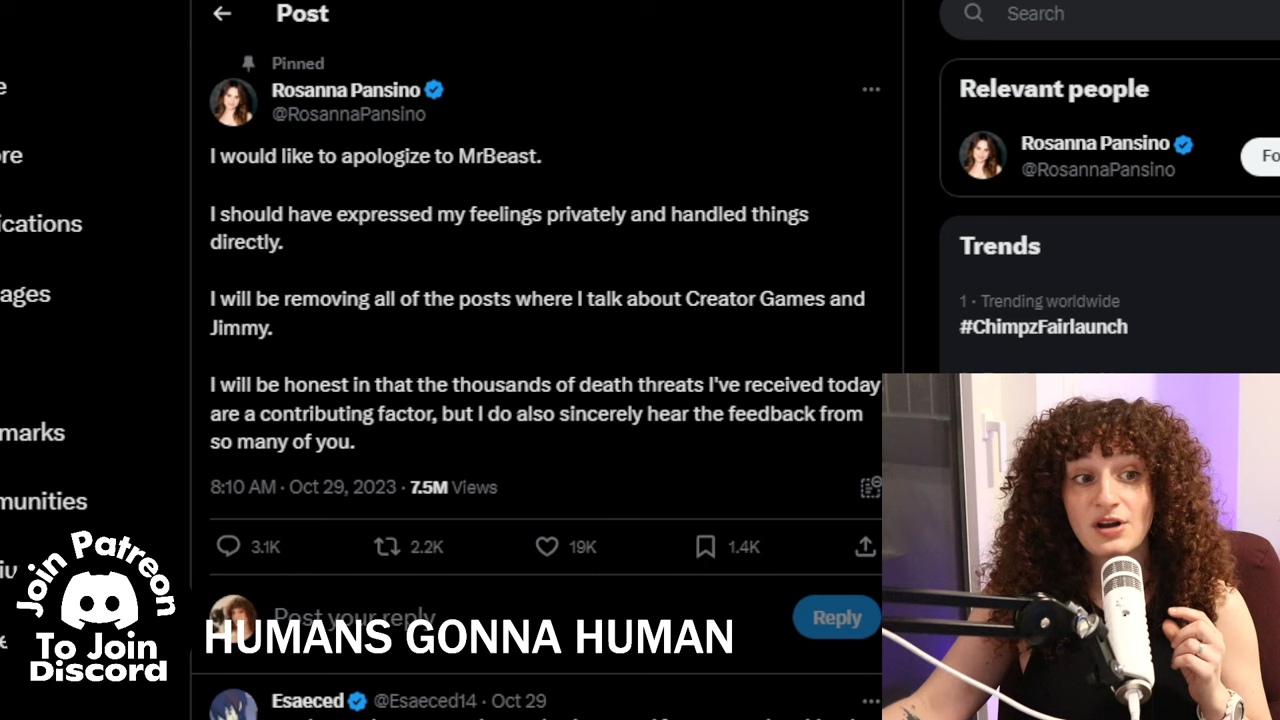 Post
Search
Pinned
Rosanna Pansino
@RosannaPansino
I would like to apologize to MrBeast.
I should have expressed my feelings privately and handled things
directly.
I will be removing all of the posts where I talk about Creator Games and
Jimmy.
I will be honest in that the thousands of death threats I've received today
are a contributing factor, but I do also sincerely hear the feedback from
so many of you.
8:10 AM · Oct 29, 2023 · 7.5M Views
3.1K 2.2K 19K 1.4K
Post your reply
Reply
Esaeced @Esaeced14 · Oct 29
Relevant people
Rosanna Pansino
@RosannaPansino
Fo
Trends
1 · Trending worldwide
#ChimpzFairlaunch
e
ore
ications
ages
marks
munities
Join Patreon
To Join
Discord
HUMANS GONNA HUMAN